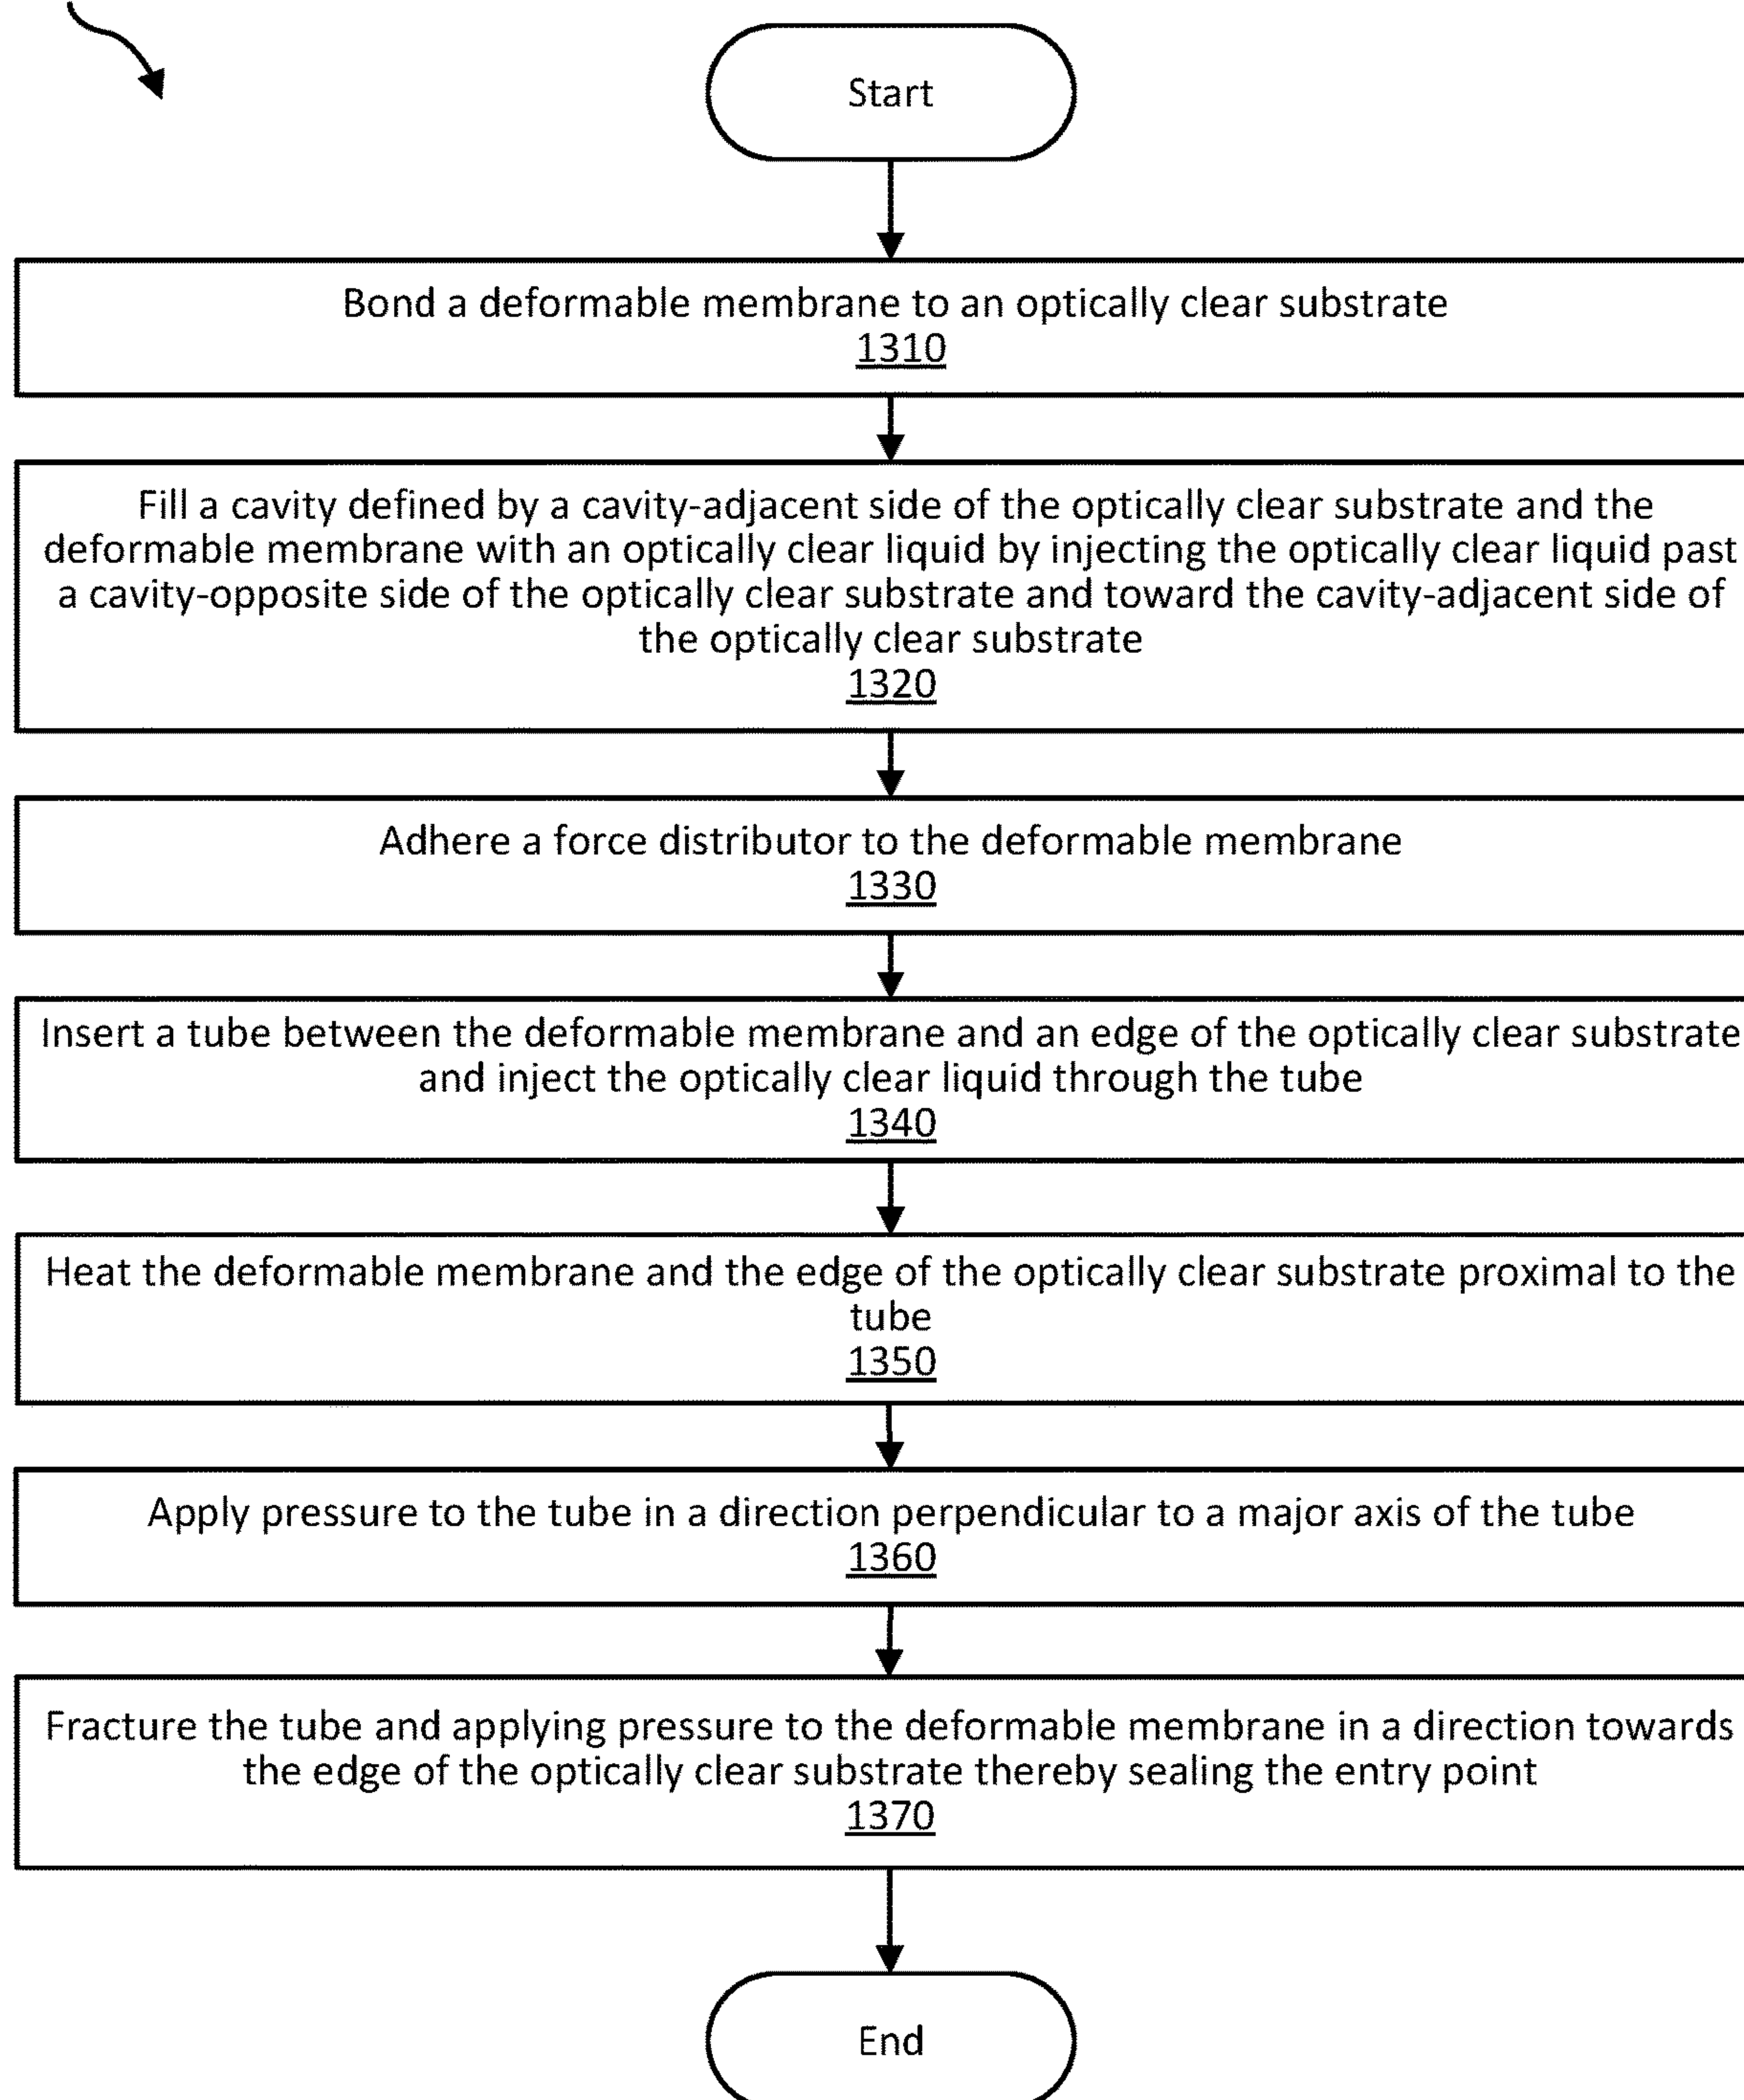 Start
Bond a deformable membrane to an optically clear substrate
1310
Fill a cavity defined by a cavity-adjacent side of the optically clear substrate and the
deformable membrane with an optically clear liquid by injecting the optically clear liquid past
a cavity-opposite side of the optically clear substrate and toward the cavity-adjacent side of
the optically clear substrate
1320
Adhere a force distributor to the deformable membrane
1330
Insert a tube between the deformable membrane and an edge of the optically clear substrate
and inject the optically clear liquid through the tube
1340
Heat the deformable membrane and the edge of the optically clear substrate proximal to the
tube
1350
Apply pressure to the tube in a direction perpendicular to a major axis of the tube
1360
Fracture the tube and applying pressure to the deformable membrane in a direction towards
the edge of the optically clear substrate thereby sealing the entry point
1370
End